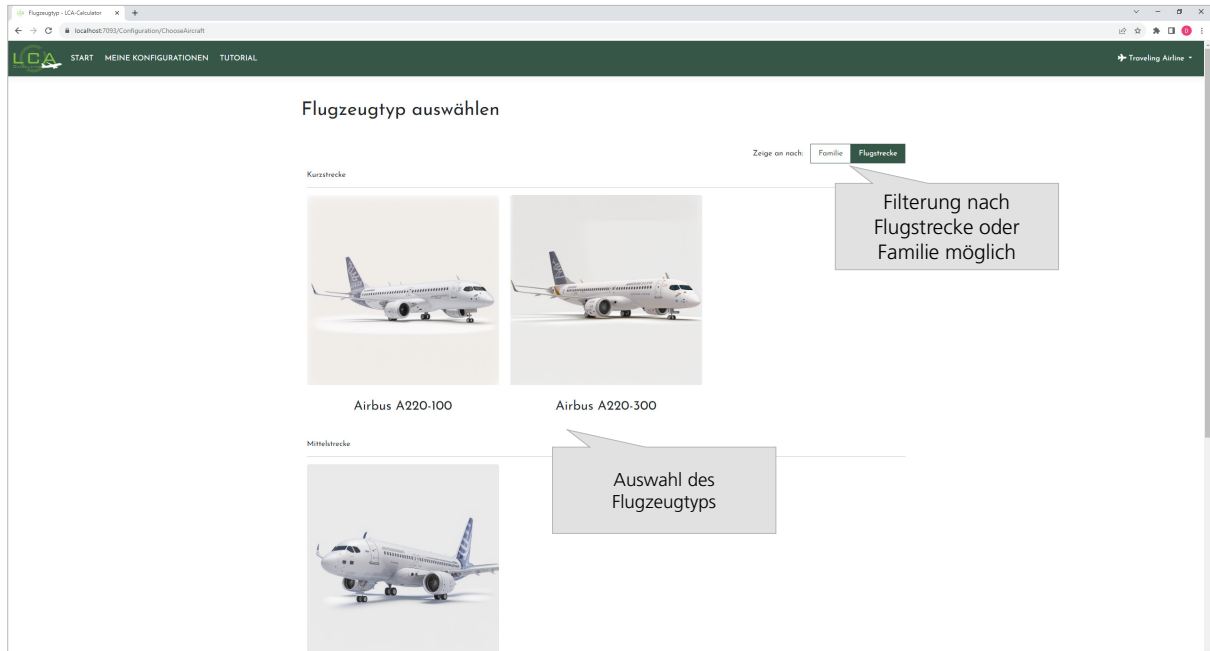 Flugzeugtyp - LCA-Calculator
localhost:7093/Configuration/ChooseAircraft
LCA START MEINE KONFIGURATIONEN TUTORIAL Traveling Airline
Flugzeugtyp auswählen
Zeige an nach: Familie Flugstrecke
Kurzstrecke
Filterung nach
Flugstrecke oder
Familie möglich
Airbus A220-100 Airbus A220-300
Mittelstrecke
Auswahl des
Flugzeugtyps